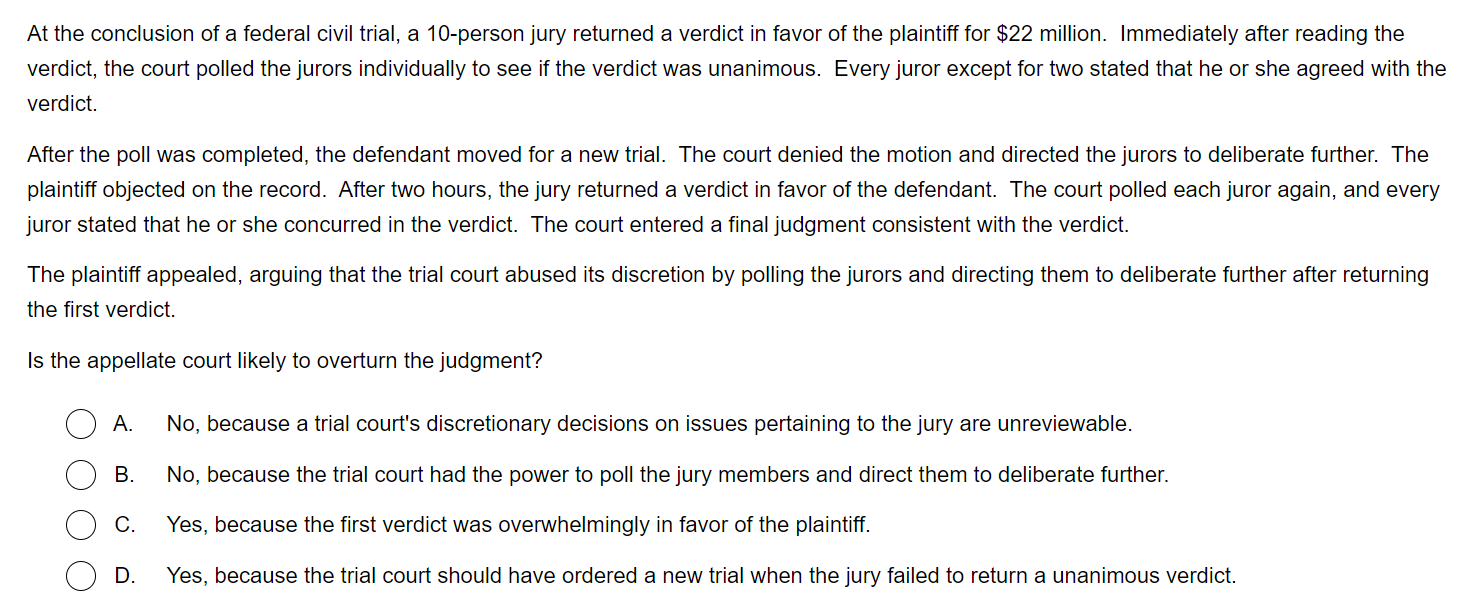 At the conclusion of a federal civil trial, a 10-person jury returned a verdict in favor of the plaintiff for $22 million.  Immediately after reading the
verdict, the court polled the jurors individually to see if the verdict was unanimous.  Every juror except for two stated that he or she agreed with the
verdict.
After the poll was completed, the defendant moved for a new trial.  The court denied the motion and directed the jurors to deliberate further.  The
plaintiff objected on the record.  After two hours, the jury returned a verdict in favor of the defendant.  The court polled each juror again, and every
juror stated that he or she concurred in the verdict.  The court entered a final judgment consistent with the verdict.
The plaintiff appealed, arguing that the trial court abused its discretion by polling the jurors and directing them to deliberate further after returning
the first verdict.
Is the appellate court likely to overturn the judgment?
A. No, because a trial court's discretionary decisions on issues pertaining to the jury are unreviewable.
B. No, because the trial court had the power to poll the jury members and direct them to deliberate further.
C. Yes, because the first verdict was overwhelmingly in favor of the plaintiff.
D. Yes, because the trial court should have ordered a new trial when the jury failed to return a unanimous verdict.